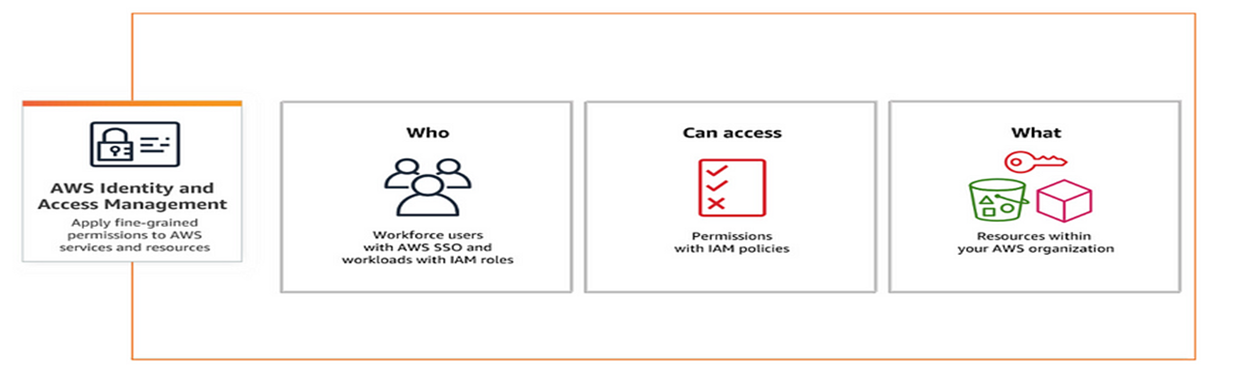 AWS Identity and
Access Management
Apply fine-grained
permissions to AWS
services and resources
Who
Workforce users
with AWS SSO and
workloads with IAM roles
Can access
Permissions
with IAM policies
What
Resources within
your AWS organization